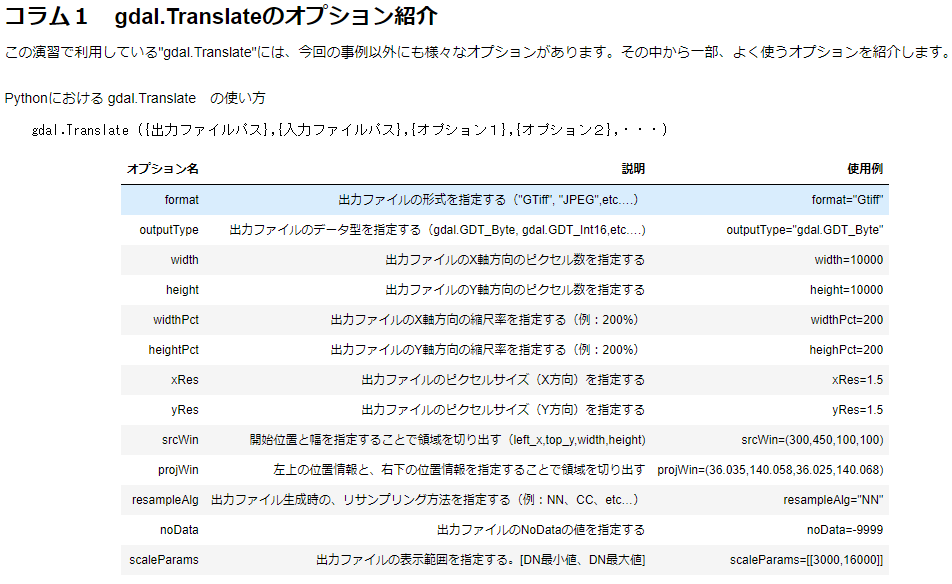 コラム１　gdal.Translateのオプション紹介
この演習で利用している"gdal.Translate"には、今回の事例以外にも様々なオプションがあります。その中から一部、よく使うオプションを紹介します。
Pythonにおける gdal.Translate　の使い方
gdal.Translate ({出力ファイルパス},{入力ファイルパス},{オプション１},{オプション２},・・・)
オプション名 説明 使用例
format 出力ファイルの形式を指定する（"GTiff", "JPEG",etc.…） format="Gtiff"
outputType 出力ファイルのデータ型を指定する（gdal.GDT_Byte, gdal.GDT_Int16,etc.…) outputType="gdal.GDT_Byte"
width 出力ファイルのX軸方向のピクセル数を指定する width=10000
height 出力ファイルのY軸方向のピクセル数を指定する height=10000
widthPct 出力ファイルのX軸方向の縮尺率を指定する（例：200%） widthPct=200
heightPct 出力ファイルのY軸方向の縮尺率を指定する（例：200%） heighPct=200
xRes 出力ファイルのピクセルサイズ（X方向）を指定する xRes=1.5
yRes 出力ファイルのピクセルサイズ（Y方向）を指定する yRes=1.5
srcWin 開始位置と幅を指定することで領域を切り出す（left_x,top_y,width,height) srcWin=(300,450,100,100)
projWin 左上の位置情報と、右下の位置情報を指定することで領域を切り出す projWin=(36.035,140.058,36.025,140.068)
resampleAlg 出力ファイル生成時の、リサンプリング方法を指定する（例：NN、CC、etc…） resampleAlg="NN"
noData 出力ファイルのNoDataの値を指定する noData=-9999
scaleParams 出力ファイルの表示範囲を指定する。[DN最小値、DN最大値] scaleParams=[[3000,16000]]